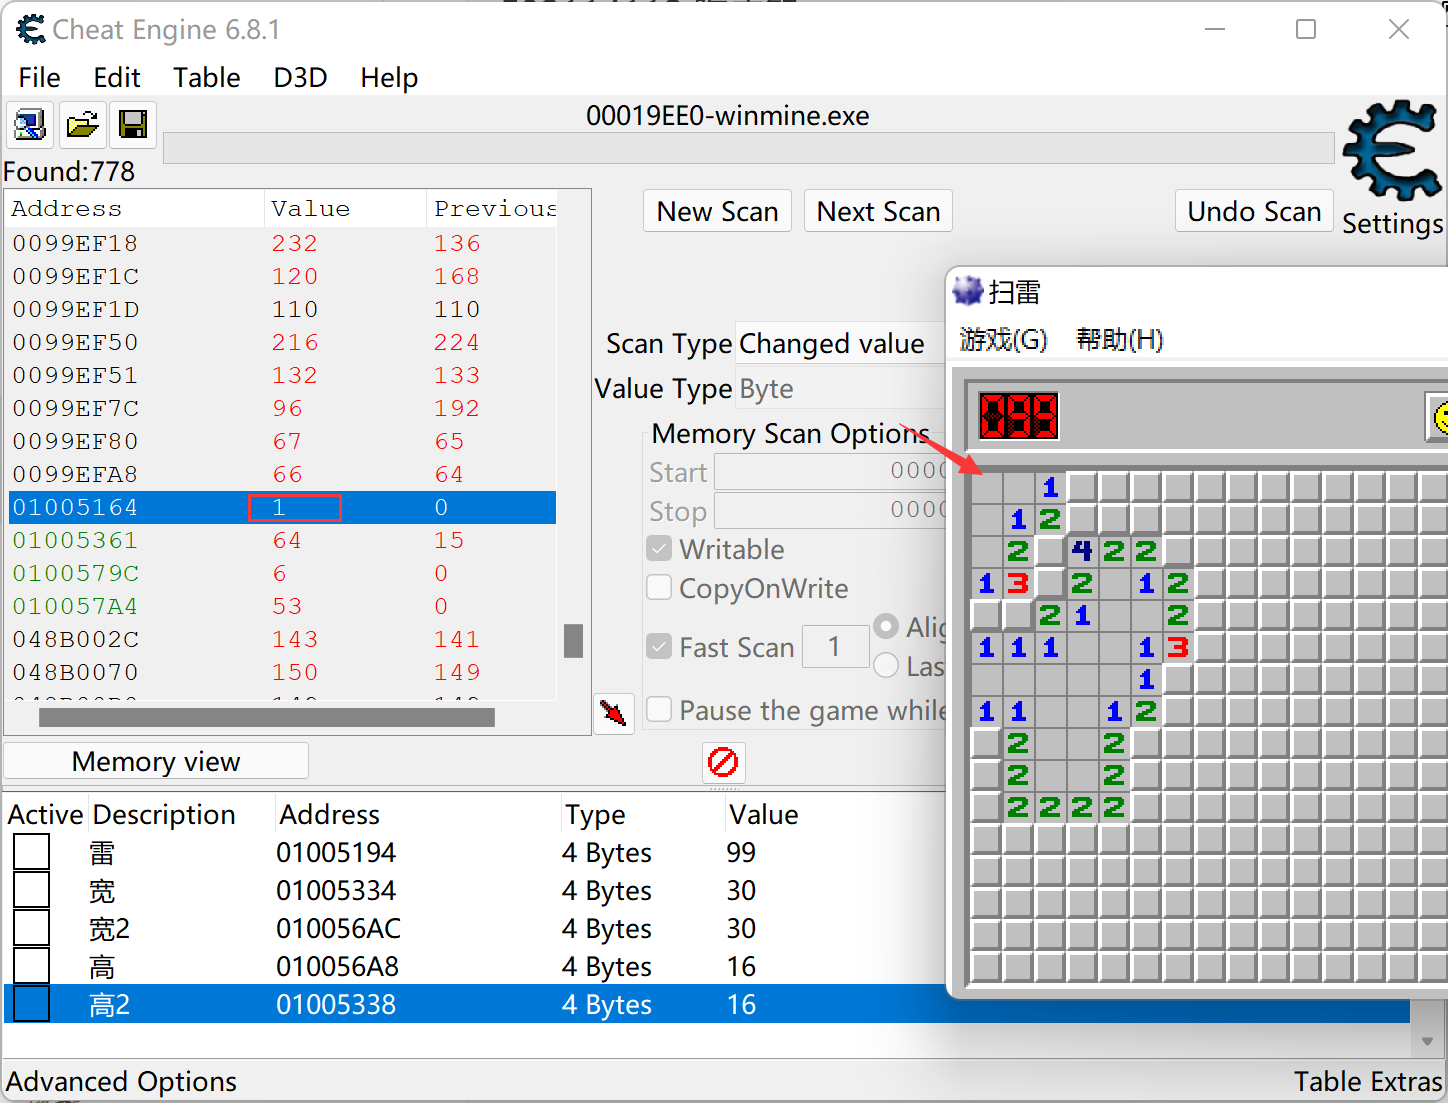 Cheat Engine 6.8.1
File Edit Table D3D Help
00019EE0-winmine.exe
Found:778
Address Value Previous
0099EF18 232 136
0099EF1C 120 168
0099EF1D 110 110
0099EF50 216 224
0099EF51 132 133
0099EF7C 96 192
0099EF80 67 65
0099EFA8 66 64
01005164 1 0
01005361 64 15
0100579C 6 0
010057A4 53 0
048B002C 143 141
048B0070 150 149
New Scan Next Scan Undo Scan
Settings
Scan Type Changed value
Value Type Byte
Memory Scan Options
Start 0000
Stop 0000
Writable
CopyOnWrite
Fast Scan 1 Alig
Las
Pause the game while
Memory view
扫雷
游戏(G) 帮助(H)
1
1 2
2 4 2 2
1 3 2 1 2
2 1 2
1 1 1 1 3
1
1 1 1 2
2 2
2 2
2 2 2 2
Active Description Address Type Value
雷 01005194 4 Bytes 99
宽 01005334 4 Bytes 30
宽2 010056AC 4 Bytes 30
高 010056A8 4 Bytes 16
高2 01005338 4 Bytes 16
Advanced Options Table Extras